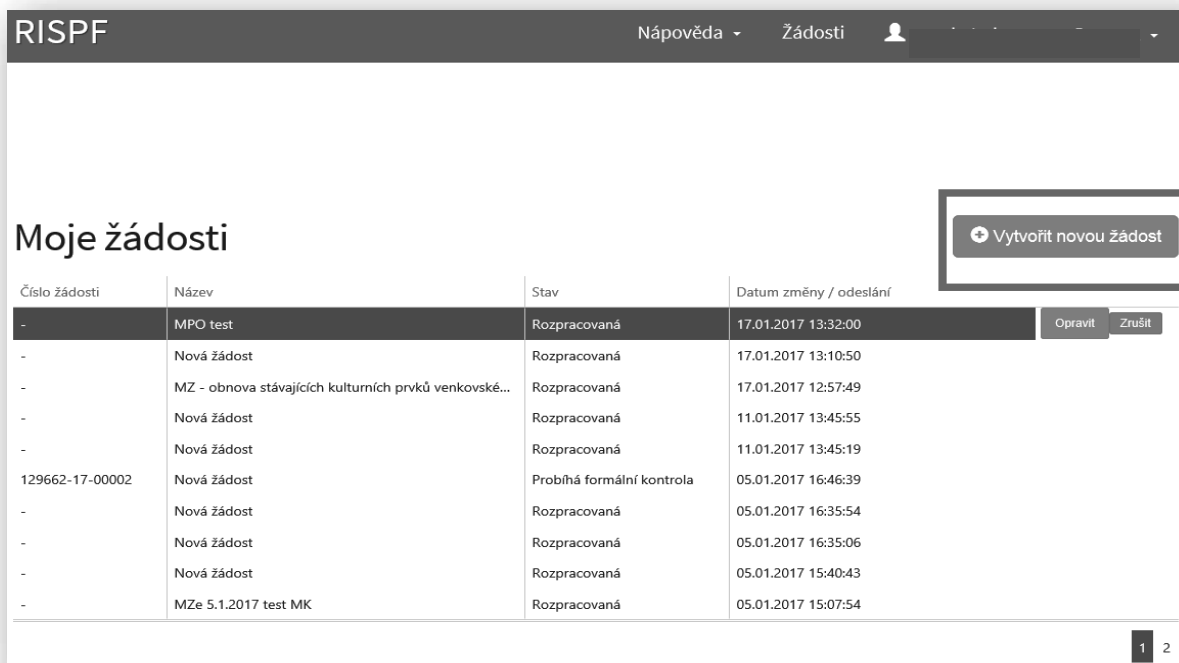 RISPF Nápověda Žádosti
Moje žádosti Vytvořit novou žádost
Číslo žádosti Název Stav Datum změny / odeslání
- MPO test Rozpracovaná 17.01.2017 13:32:00 Opravit Zrušit
- Nová žádost Rozpracovaná 17.01.2017 13:10:50
- MZ - obnova stávajících kulturních prvků venkovské... Rozpracovaná 17.01.2017 12:57:49
- Nová žádost Rozpracovaná 11.01.2017 13:45:55
- Nová žádost Rozpracovaná 11.01.2017 13:45:19
129662-17-00002 Nová žádost Probíhá formální kontrola 05.01.2017 16:46:39
- Nová žádost Rozpracovaná 05.01.2017 16:35:54
- Nová žádost Rozpracovaná 05.01.2017 16:35:06
- Nová žádost Rozpracovaná 05.01.2017 15:40:43
- MZe 5.1.2017 test MK Rozpracovaná 05.01.2017 15:07:54
1 2